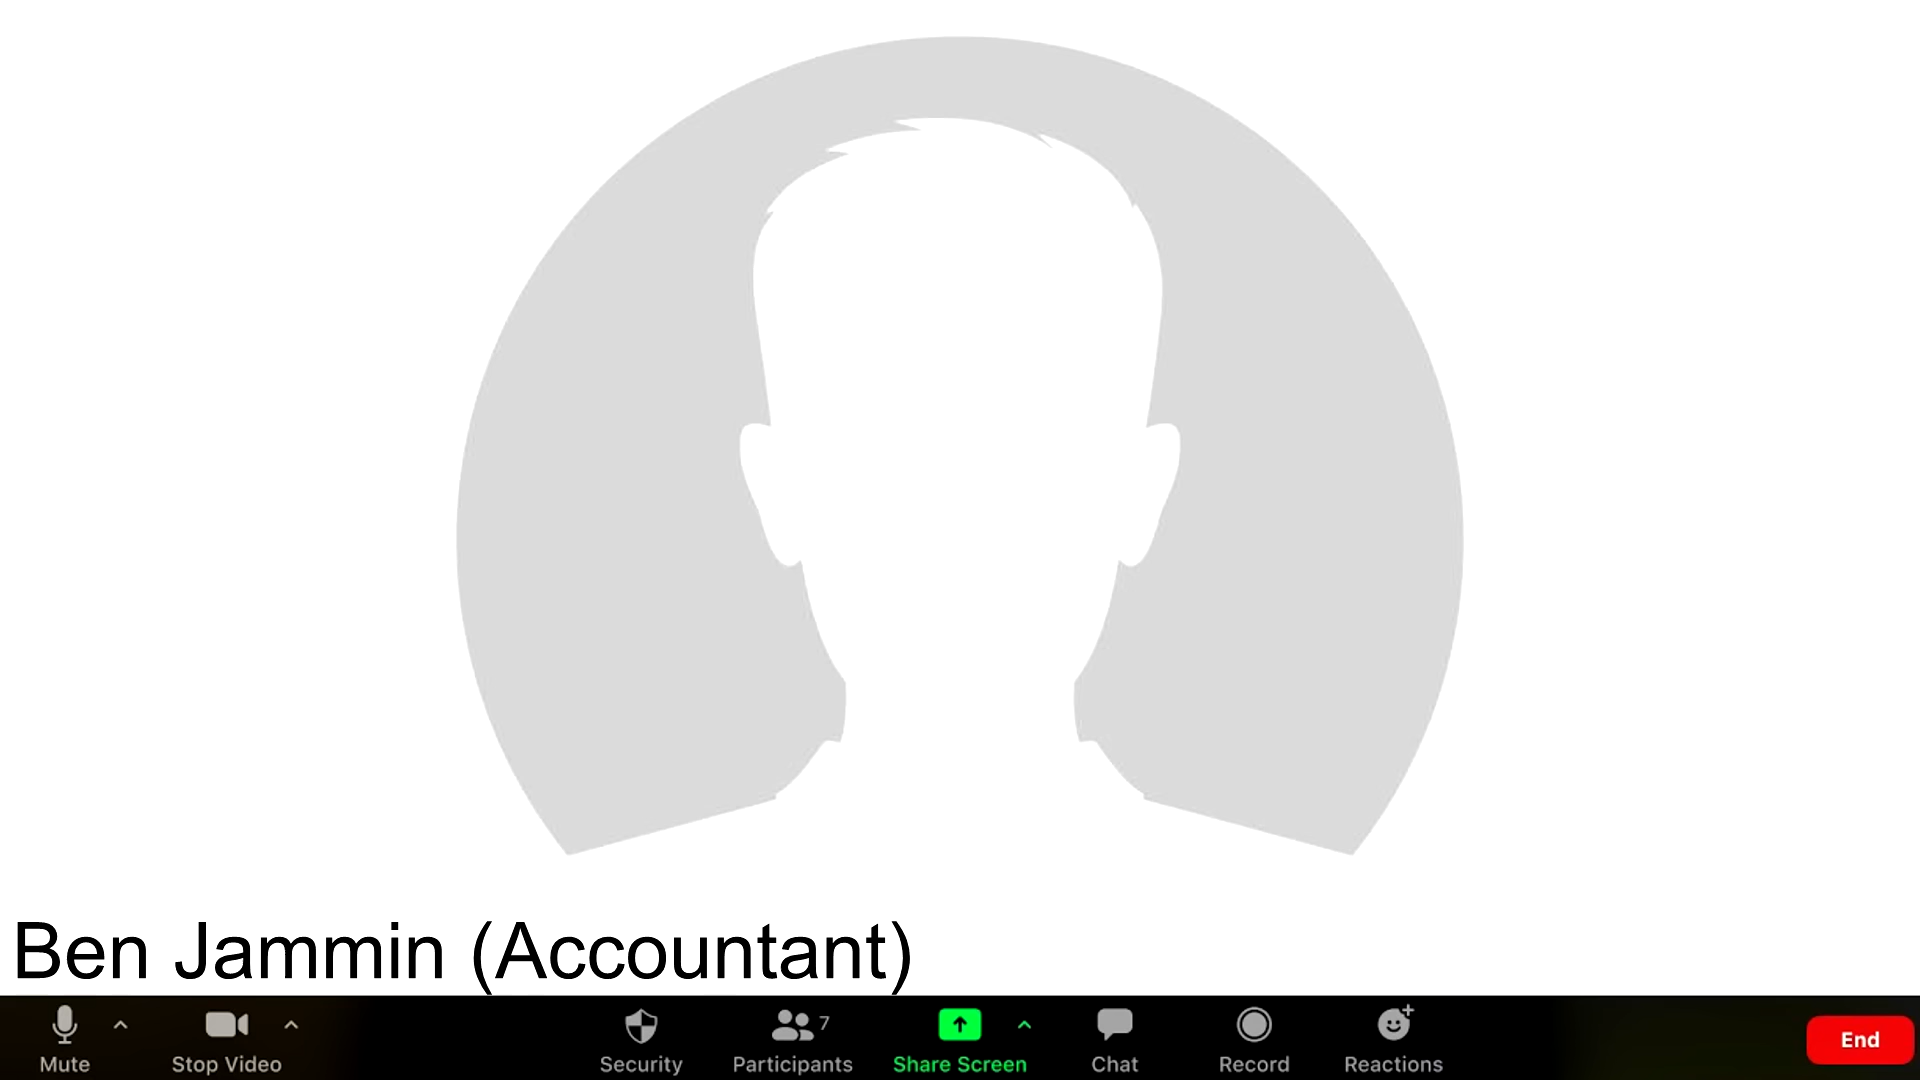 Ben Jammin (Accountant)
Mute
Stop Video
Security
Participants
7
Share Screen
Chat
Record
Reactions
End